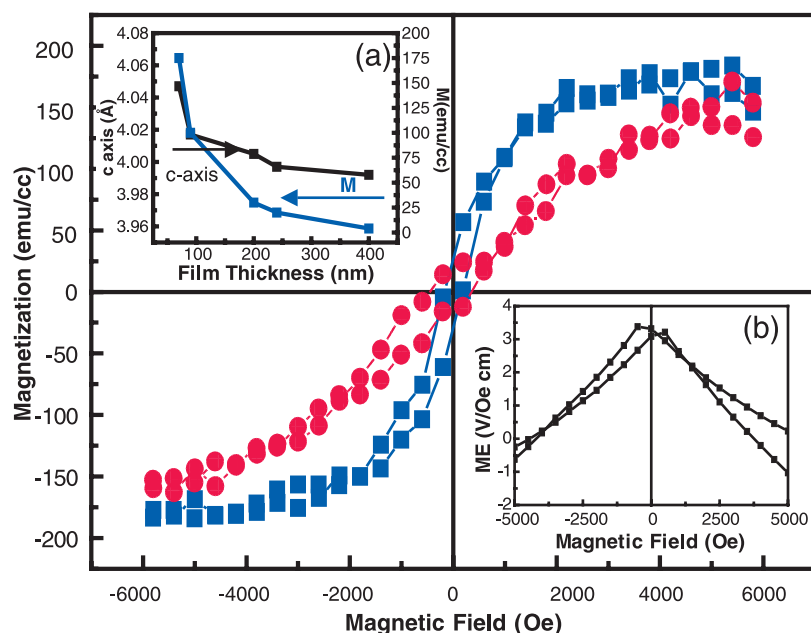 Magnetization (emu/cc)
225
200
150
100
50
0
-50
-100
-150
-200
-225
-6000 -4000 -2000 0 2000 4000 6000
Magnetic Field (Oe)
(a)
c axis (Å)
4.08
4.06
4.04
4.02
4.00
3.98
3.96
M(emu/cc)
200
175
150
125
100
75
50
25
0
c-axis
M
100 200 300 400
Film Thickness (nm)
(b)
ME (V/Oe cm)
4
3
2
1
0
-1
-2
-5000 -2500 0 2500 5000
Magnetic Field (Oe)